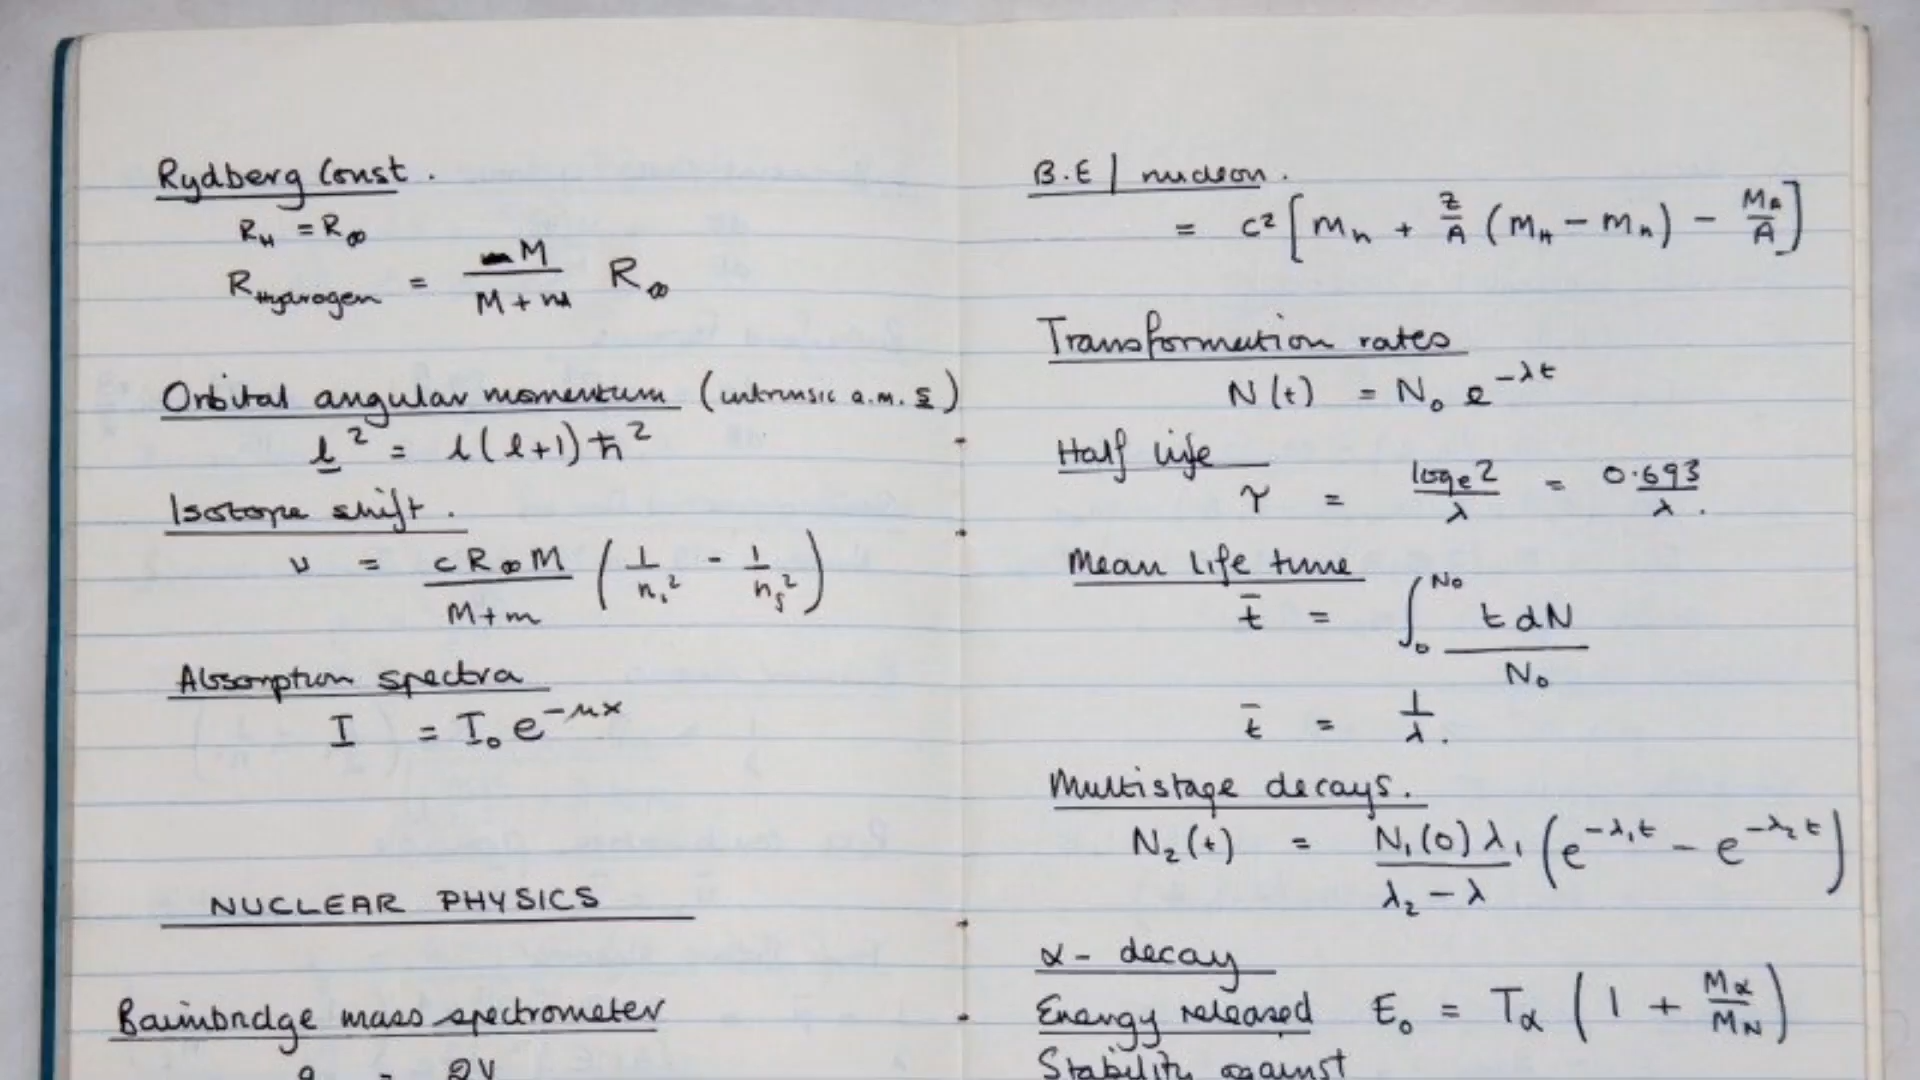 Rydberg Const.
R_H = R_∞
R_Hydrogen = M / (M + m) R_∞
Orbital angular momentum (intrinsic a.m. s)
l² = l(l+1)ħ²
Isotope shift.
ν = cR_∞M / (M+m) (1/n_i² - 1/n_f²)
Absorption spectra
I = I₀ e^(-μx)
NUCLEAR PHYSICS
Bainbridge mass spectrometer
B.E / nucleon.
= c² [m_n + Z/A (m_H - m_n) - M_A/A]
Transformation rates
N(t) = N₀ e^(-λt)
Half life
τ = log_e 2 / λ = 0.693 / λ.
Mean life time
t̄ = ∫₀^N₀ t dN / N₀
t̄ = 1/λ.
Multistage decays.
N₂(t) = N₁(0)λ₁ / (λ₂ - λ) (e^(-λ₁t) - e^(-λ₂t))
α - decay
Energy released E₀ = T_α (1 + M_α/M_N)
Stability against